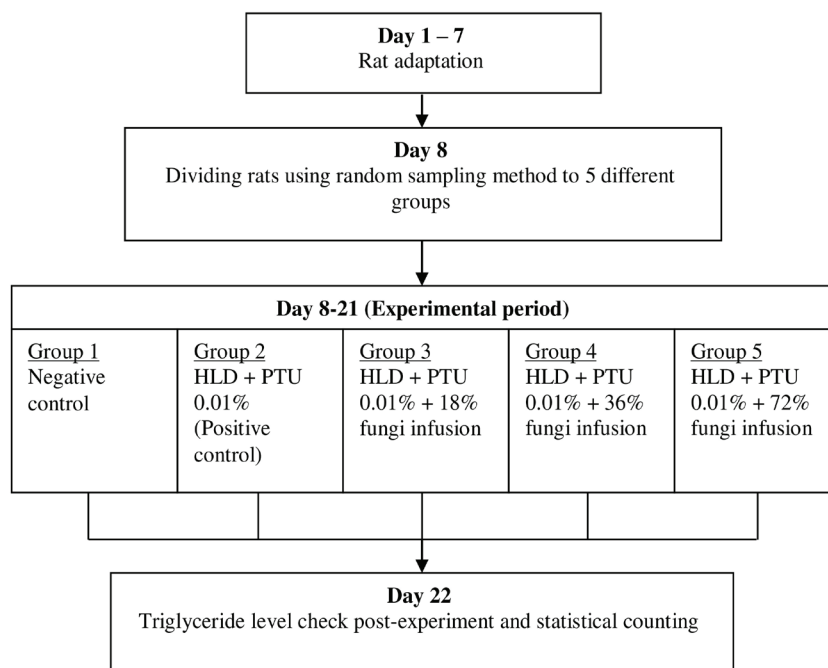 Day 1 – 7
Rat adaptation
Day 8
Dividing rats using random sampling method to 5 different
groups
Day 8-21 (Experimental period)
Group 1
Negative
control
Group 2
HLD + PTU
0.01%
(Positive
control)
Group 3
HLD + PTU
0.01% + 18%
fungi infusion
Group 4
HLD + PTU
0.01% + 36%
fungi infusion
Group 5
HLD + PTU
0.01% + 72%
fungi infusion
Day 22
Triglyceride level check post-experiment and statistical counting